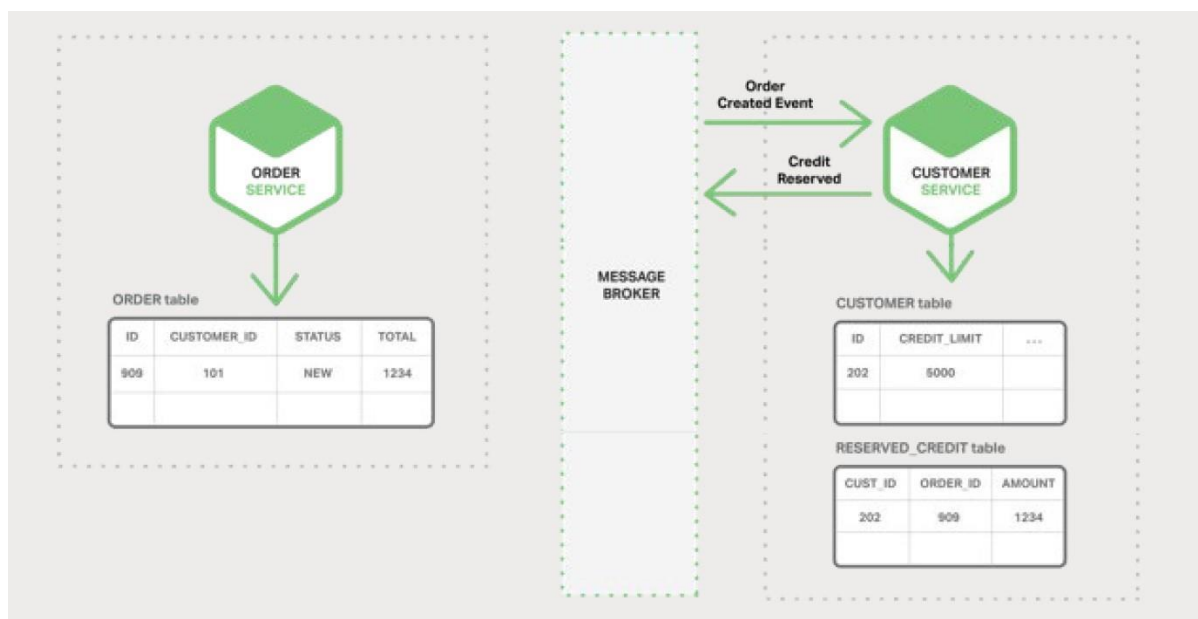 Order
Created Event
Credit
Reserved
ORDER
SERVICE
CUSTOMER
SERVICE
MESSAGE
BROKER
ORDER table
ID CUSTOMER_ID STATUS TOTAL
909 101 NEW 1234
CUSTOMER table
ID CREDIT_LIMIT ...
202 5000
RESERVED_CREDIT table
CUST_ID ORDER_ID AMOUNT
202 909 1234